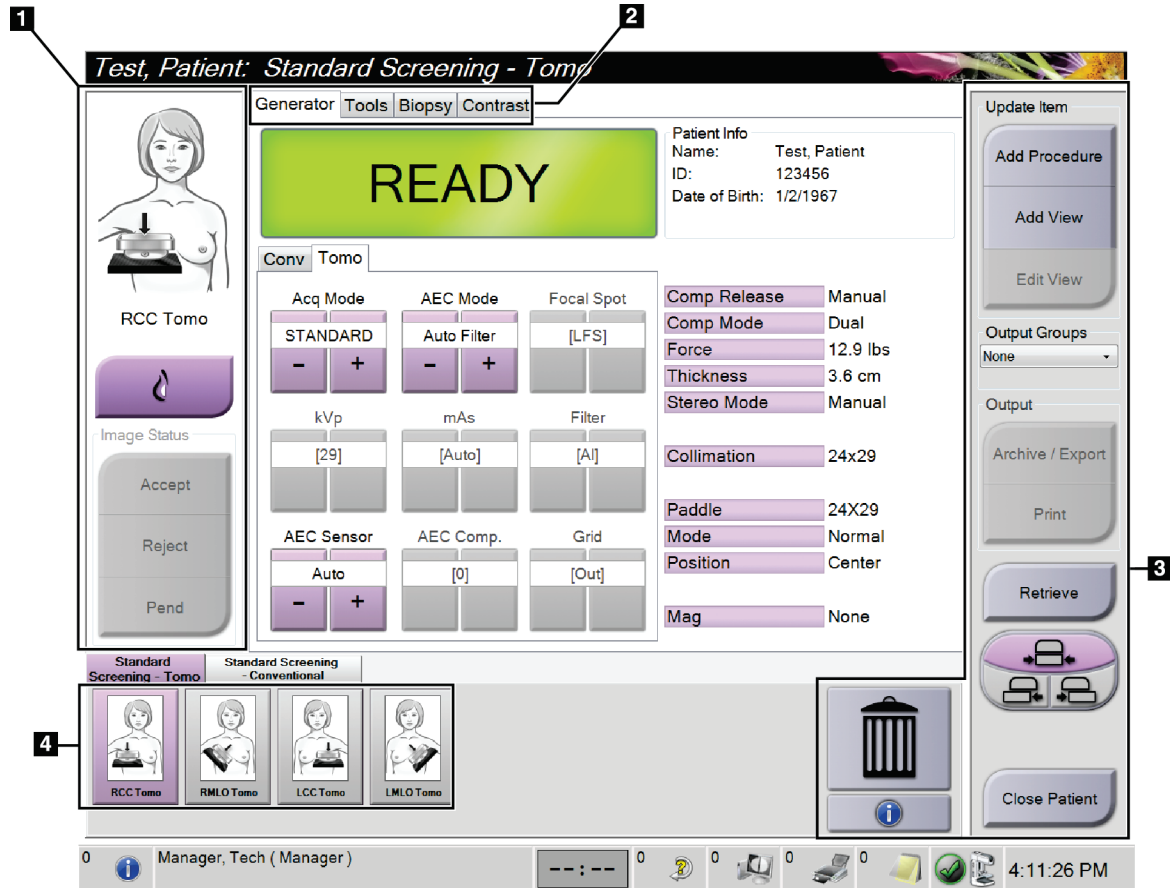 1
2
Test, Patient: Standard Screening - Tomo
Generator Tools Biopsy Contrast
READY
Patient Info
Name: Test, Patient
ID: 123456
Date of Birth: 1/2/1967
RCC Tomo
Image Status
Accept
Reject
Pend
Conv Tomo
Acq Mode AEC Mode Focal Spot
STANDARD Auto Filter [LFS]
- + - +
kVp mAs Filter
[29] [Auto] [Al]
AEC Sensor AEC Comp. Grid
Auto [0] [Out]
- +
Comp Release Manual
Comp Mode Dual
Force 12.9 lbs
Thickness 3.6 cm
Stereo Mode Manual
Collimation 24x29
Paddle 24X29
Mode Normal
Position Center
Mag None
Update Item
Add Procedure
Add View
Edit View
Output Groups
None
Output
Archive / Export
Print
3
Retrieve
Close Patient
Standard
Screening - Tomo
Standard Screening
- Conventional
4
RCC Tomo RMLO Tomo LCC Tomo LMLO Tomo
0 Manager, Tech ( Manager ) --:-- 0 0 0 0 4:11:26 PM